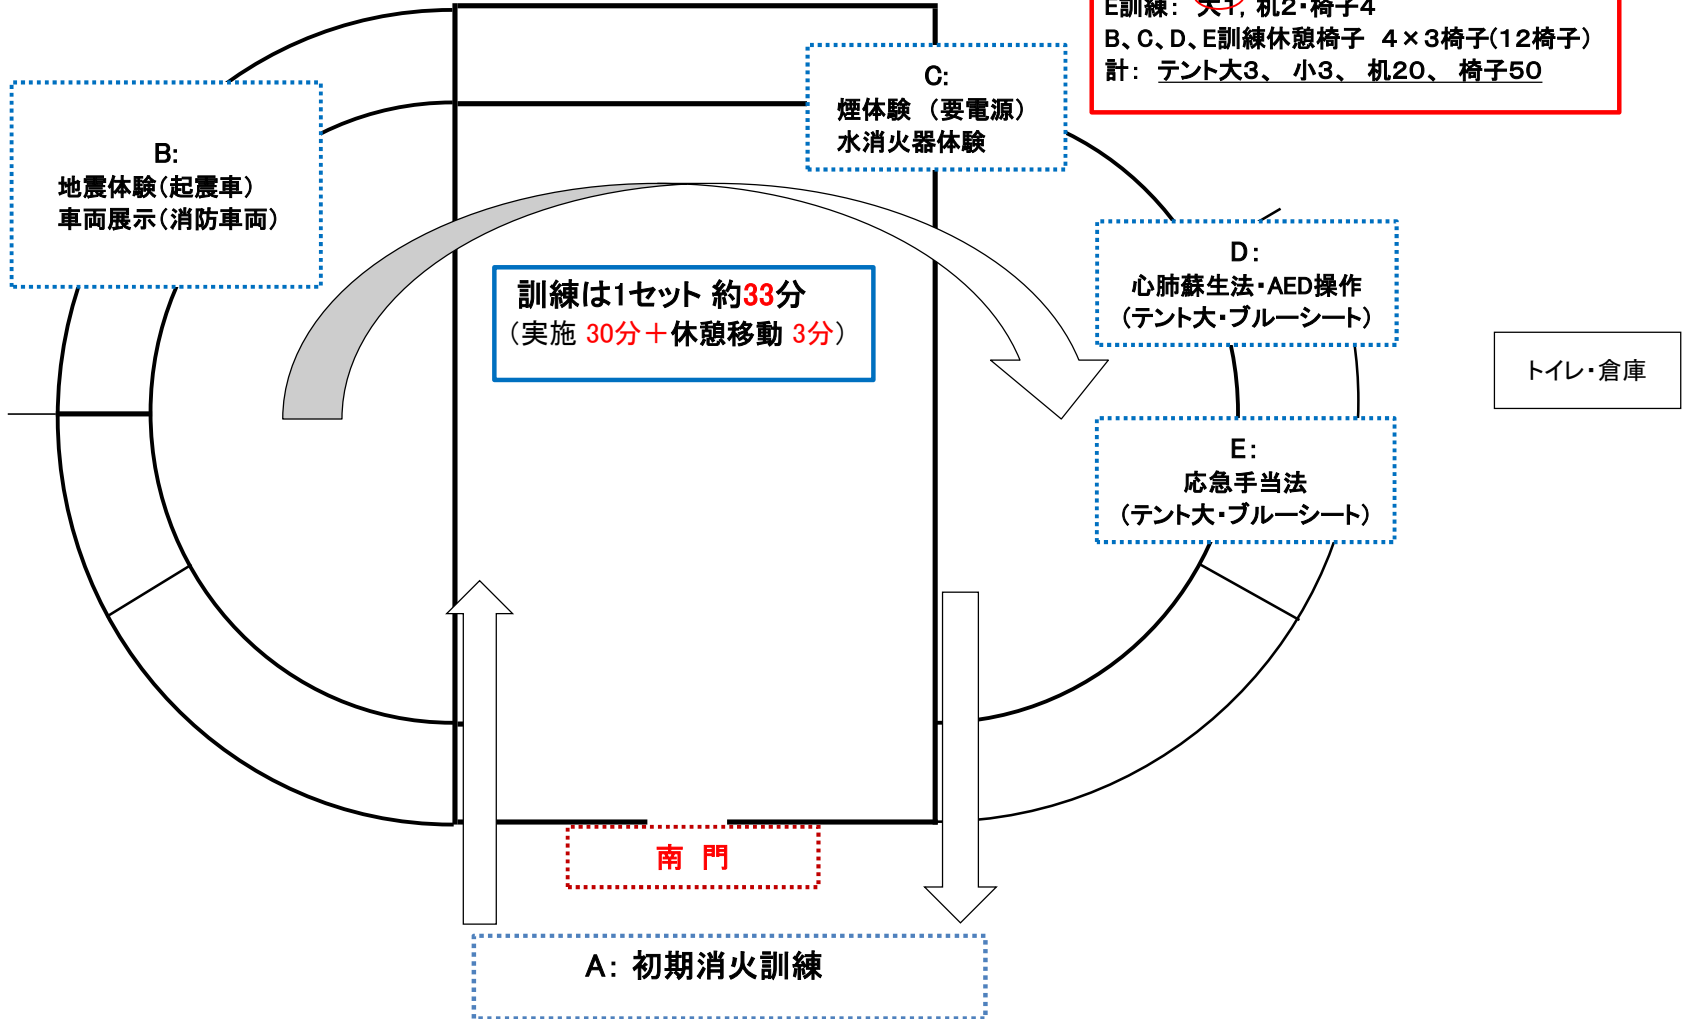 E訓練： 大1, 机2・椅子4
B、C、D、E訓練休憩椅子　4×3椅子(12椅子)
計： テント大3、 小3、 机20、 椅子50
C:
煙体験 （要電源）
水消火器体験
B:
地震体験（起震車）
車両展示（消防車両）
D:
心肺蘇生法・AED操作
（テント大・ブルーシート）
訓練は1セット 約33分
（実施 30分＋休憩移動 3分）
トイレ・倉庫
E:
応急手当法
（テント大・ブルーシート）
南 門
A: 初期消火訓練